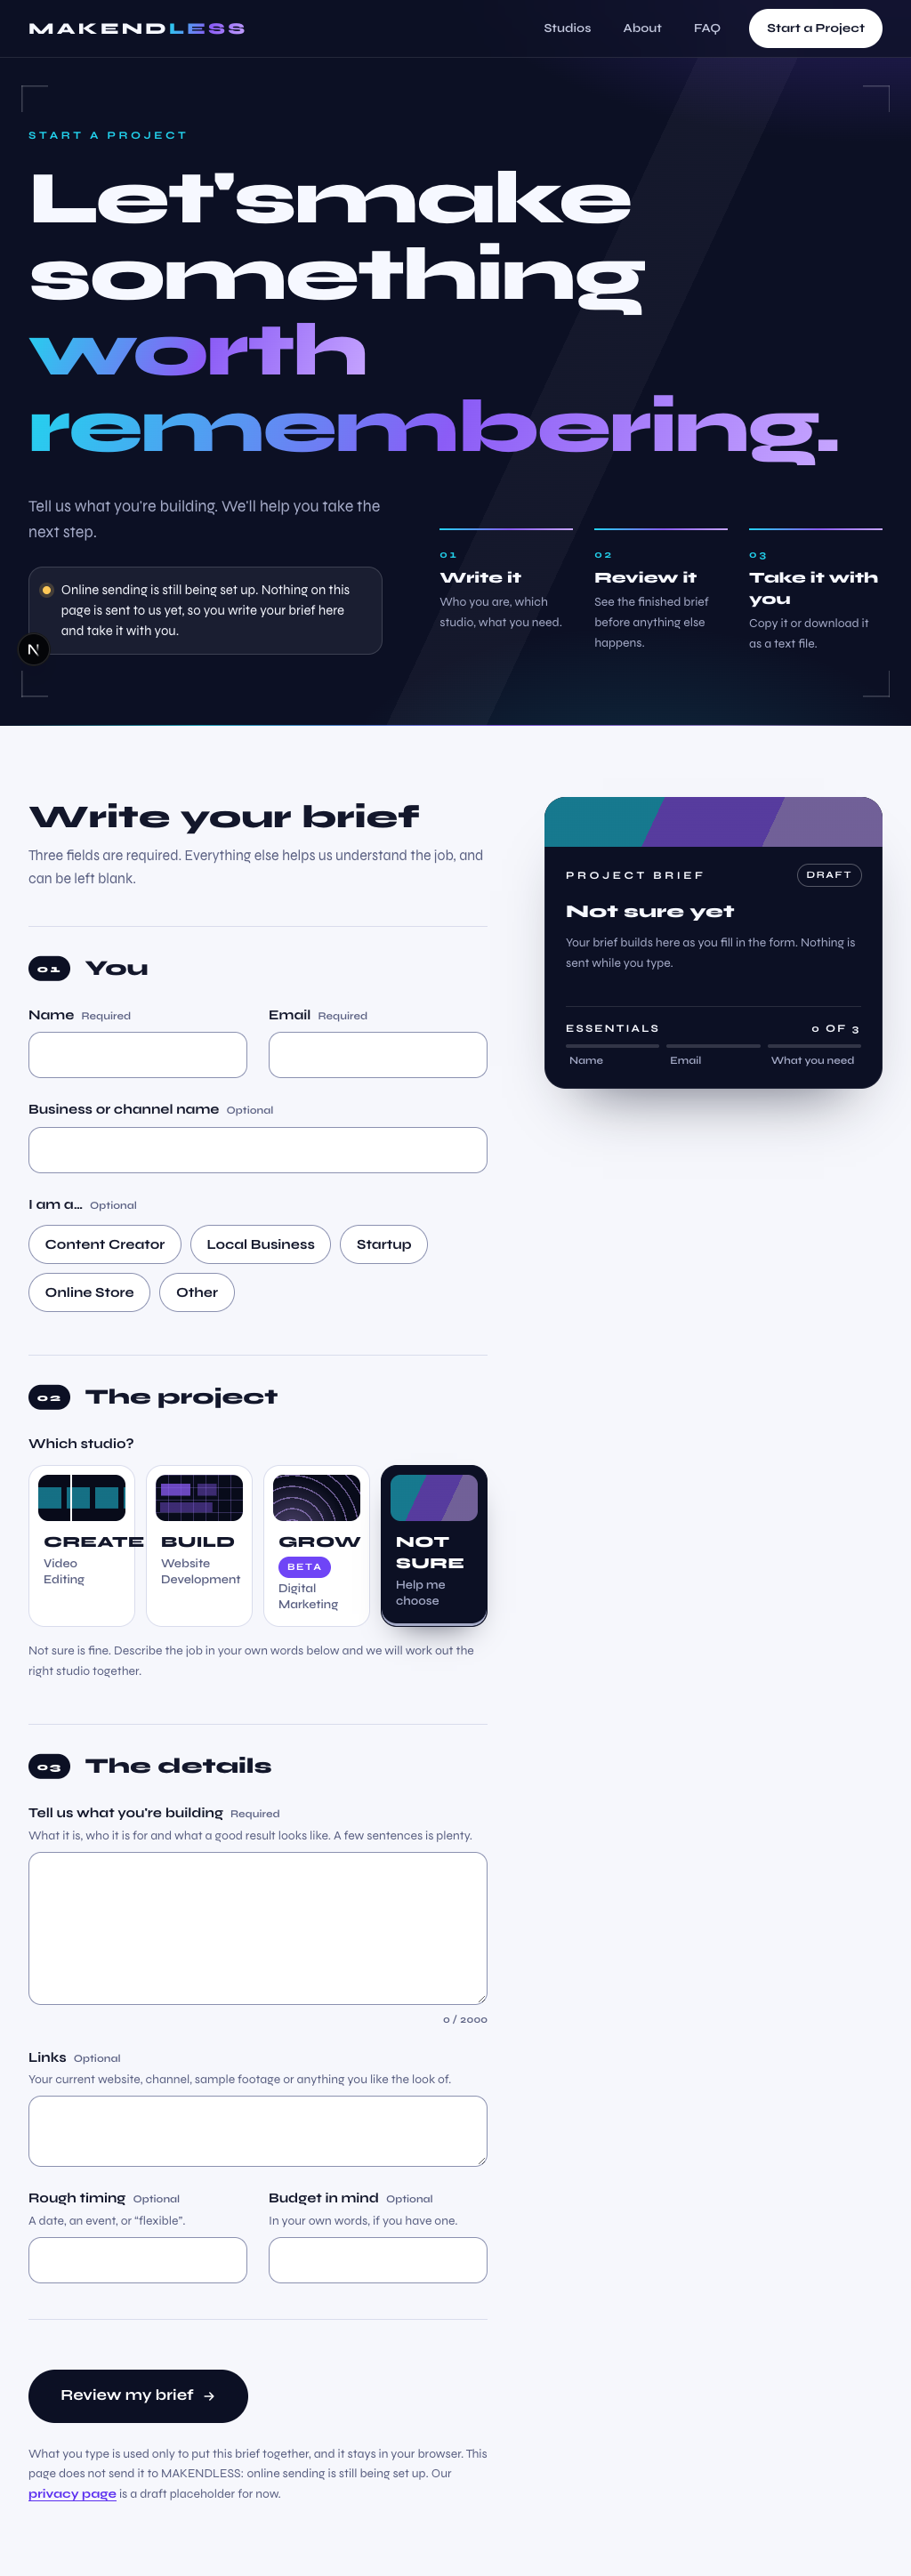 MAKENDLESS
Studios
About
FAQ
Start a Project
START A PROJECT
Let'smake
something
worth
remembering.
Tell us what you're building. We'll help you take the
next step.
Online sending is still being set up. Nothing on this
page is sent to us yet, so you write your brief here
and take it with you.
N
01
Write it
Who you are, which
studio, what you need.
02
Review it
See the finished brief
before anything else
happens.
03
Take it with
you
Copy it or download it
as a text file.
Write your brief
Three fields are required. Everything else helps us understand the job, and
can be left blank.
01 You
Name Required
Email Required
Business or channel name Optional
I am a... Optional
Content Creator
Local Business
Startup
Online Store
Other
02 The project
Which studio?
CREATE
Video
Editing
BUILD
Website
Development
GROW
BETA
Digital
Marketing
NOT
SURE
Help me
choose
Not sure is fine. Describe the job in your own words below and we will work out the
right studio together.
03 The details
Tell us what you're building Required
What it is, who it is for and what a good result looks like. A few sentences is plenty.
0 / 2000
Links Optional
Your current website, channel, sample footage or anything you like the look of.
Rough timing Optional
A date, an event, or "flexible".
Budget in mind Optional
In your own words, if you have one.
Review my brief →
What you type is used only to put this brief together, and it stays in your browser. This
page does not send it to MAKENDLESS: online sending is still being set up. Our
privacy page is a draft placeholder for now.
PROJECT BRIEF
DRAFT
Not sure yet
Your brief builds here as you fill in the form. Nothing is
sent while you type.
ESSENTIALS
0 OF 3
Name
Email
What you need